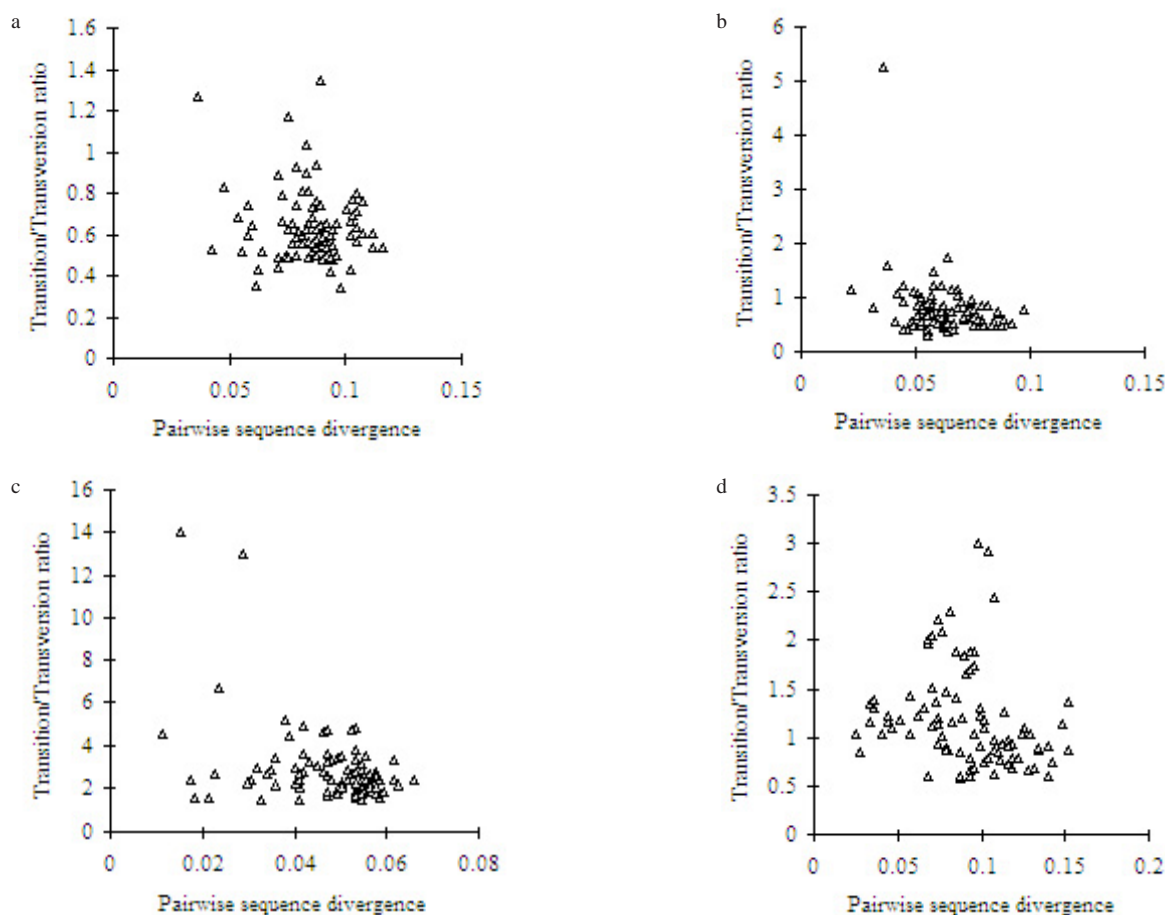 a
Transition/Transversion ratio
1.6
1.4
1.2
1
0.8
0.6
0.4
0.2
0
0 0.05 0.1 0.15
Pairwise sequence divergence
b
Transition/Transversion ratio
6
5
4
3
2
1
0
0 0.05 0.1 0.15
Pairwise sequence divergence
c
Transition/Transversion ratio
16
14
12
10
8
6
4
2
0
0 0.02 0.04 0.06 0.08
Pairwise sequence divergence
d
Transition/Transversion ratio
3.5
3
2.5
2
1.5
1
0.5
0
0 0.05 0.1 0.15 0.2
Pairwise sequence divergence